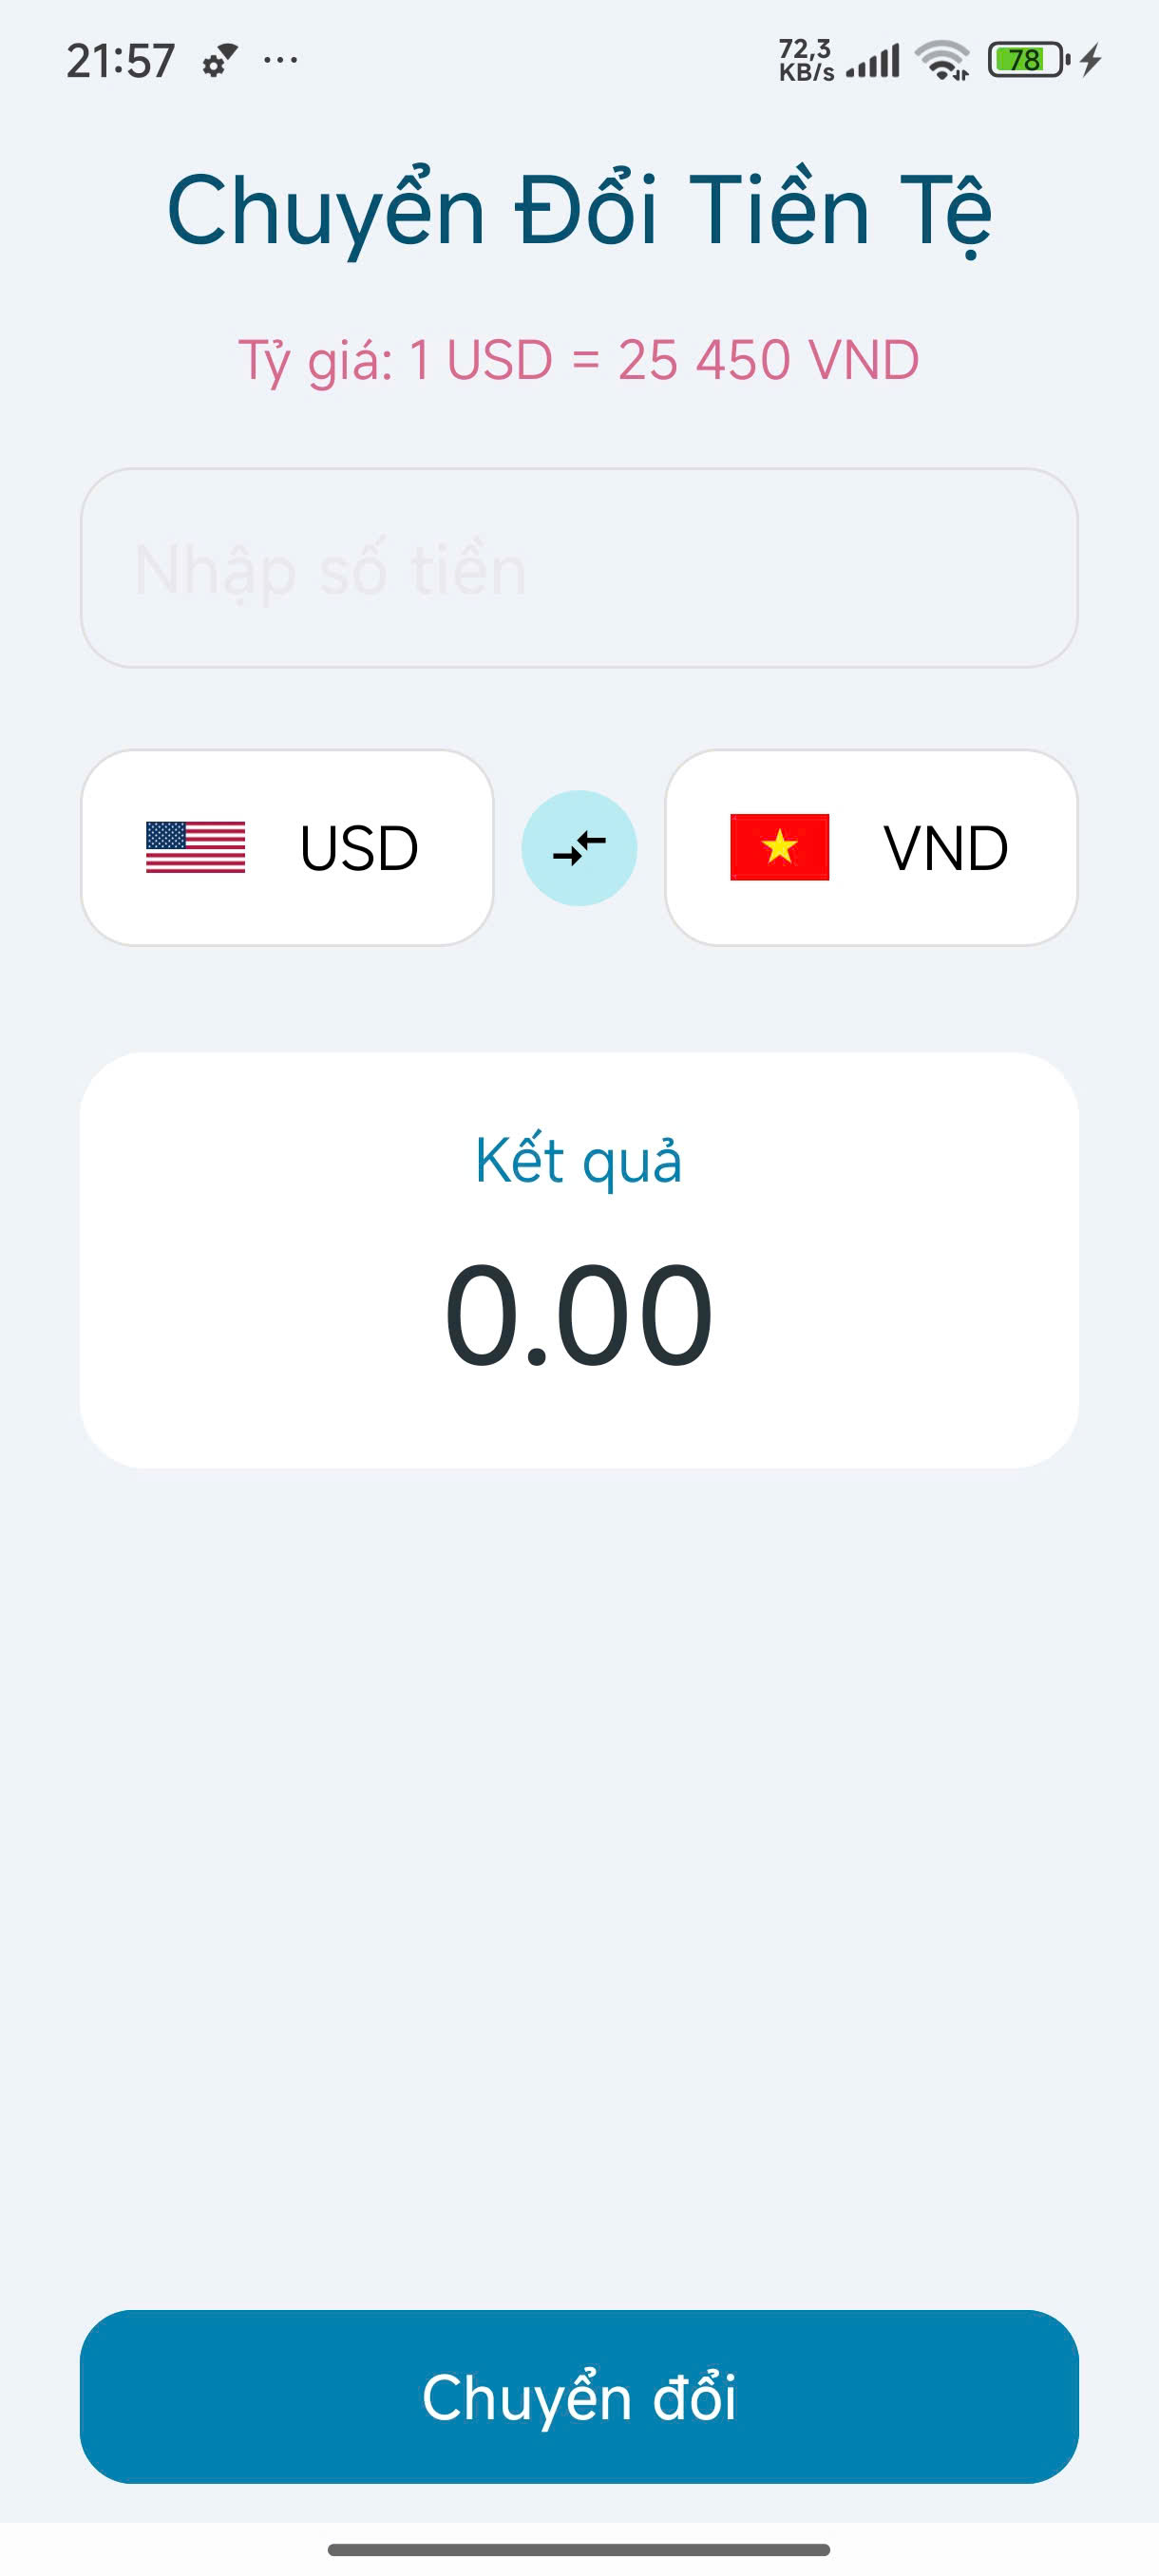 21:57 ...
72,3
KB/s
78
Chuyển Đổi Tiền Tệ
Tỷ giá: 1 USD = 25 450 VND
Nhập số tiền
USD
VND
Kết quả
0.00
Chuyển đổi